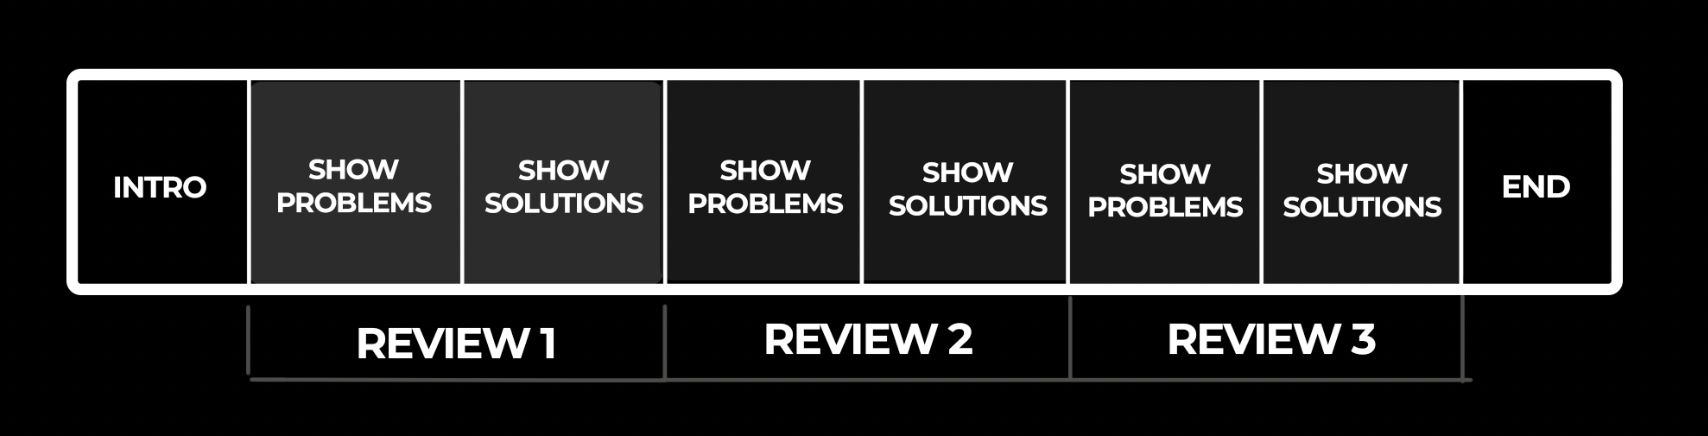 INTRO
SHOW
PROBLEMS
SHOW
SOLUTIONS
SHOW
PROBLEMS
SHOW
SOLUTIONS
SHOW
PROBLEMS
SHOW
SOLUTIONS
END
REVIEW 1
REVIEW 2
REVIEW 3